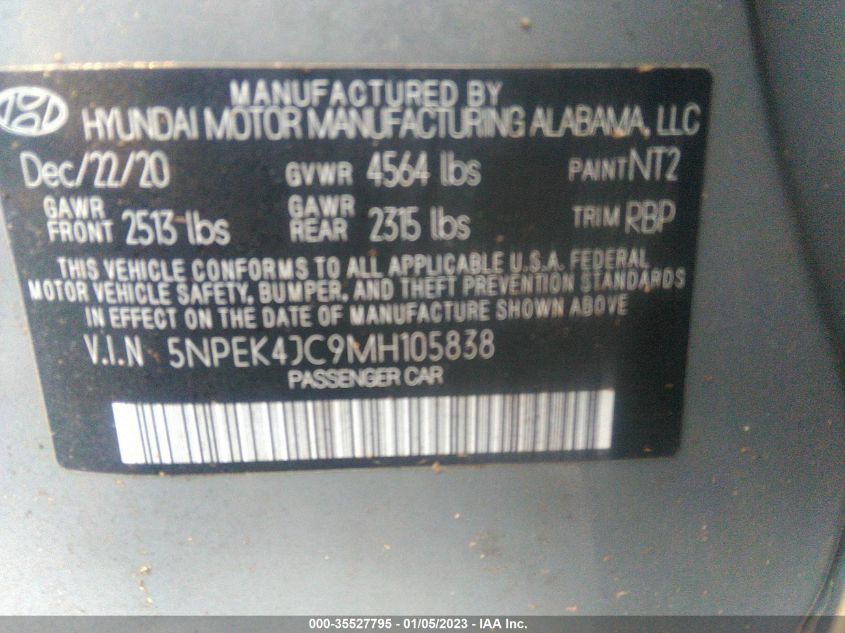 MANUFACTURED BY
HYUNDAI MOTOR MANUFACTURING ALABAMA, LLC
Dec/22/20 GVWR 4564 lbs PAINT NT2
GAWR FRONT 2513 lbs GAWR REAR 2315 lbs TRIM RBP
THIS VEHICLE CONFORMS TO ALL APPLICABLE U.S.A. FEDERAL
MOTOR VEHICLE SAFETY, BUMPER, AND THEFT PREVENTION STANDARDS
IN EFFECT ON THE DATE OF MANUFACTURE SHOWN ABOVE
V.I.N 5NPEK4JC9MH105838
PASSENGER CAR
000-35527795 - 01/05/2023 - IAA Inc.